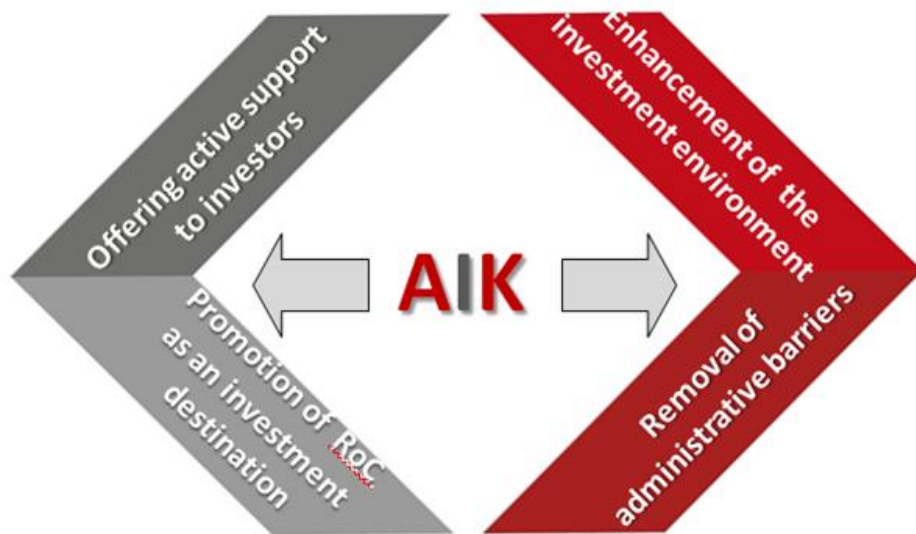 Offering active support
to investors
Enhancement of the
investment environment
AIK
Promotion of RoC
as an investment
destination
Removal of
administrative barriers